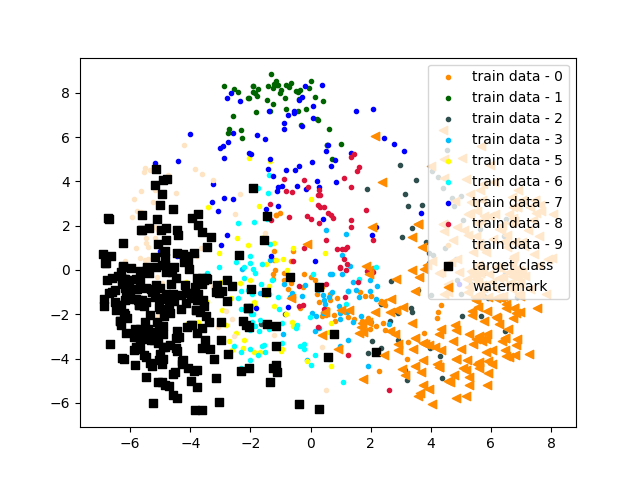 train data - 0
train data - 1
train data - 2
train data - 3
train data - 5
train data - 6
train data - 7
train data - 8
train data - 9
target class
watermark
8
6
4
2
0
−2
−4
−6
−6 −4 −2 0 2 4 6 8